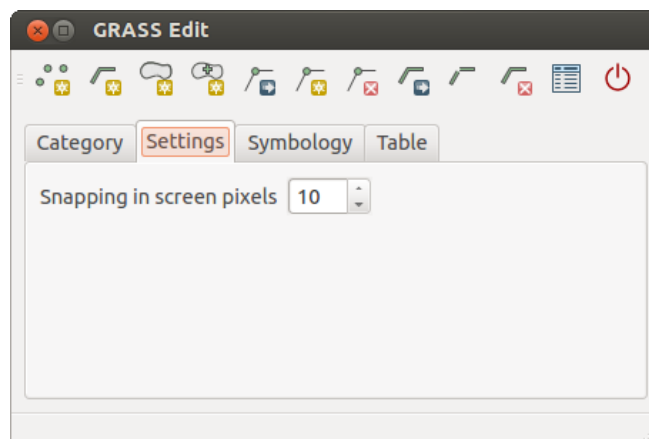 GRASS Edit
Category Settings Symbology Table
Snapping in screen pixels 10